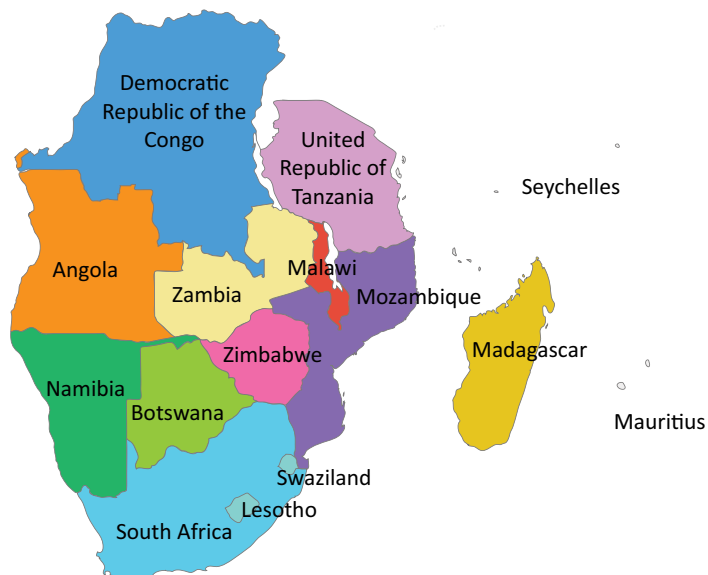 Democratic
Republic of the
Congo
United
Republic of
Tanzania
Seychelles
Angola
Malawi
Zambia
Mozambique
Zimbabwe
Madagascar
Namibia
Botswana
Mauritius
Swaziland
Lesotho
South Africa